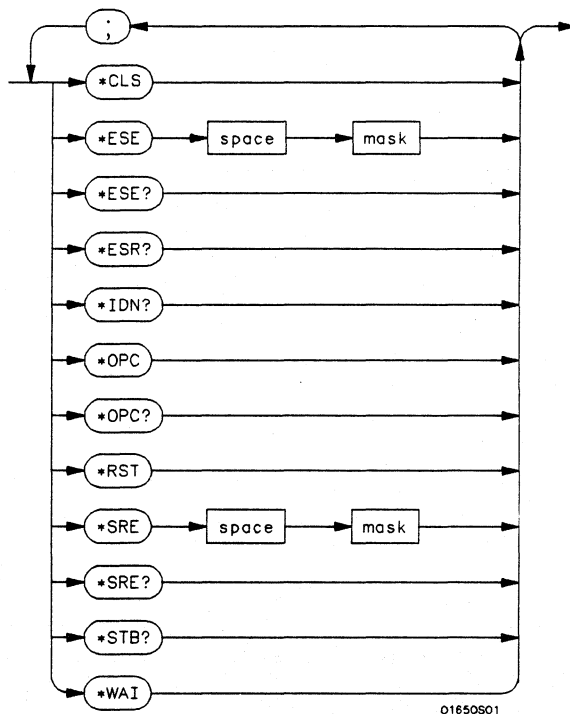 ;
*CLS
*ESE space mask
*ESE?
*ESR?
*IDN?
*OPC
*OPC?
*RST
*SRE space mask
*SRE?
*STB?
*WAI
01650S01